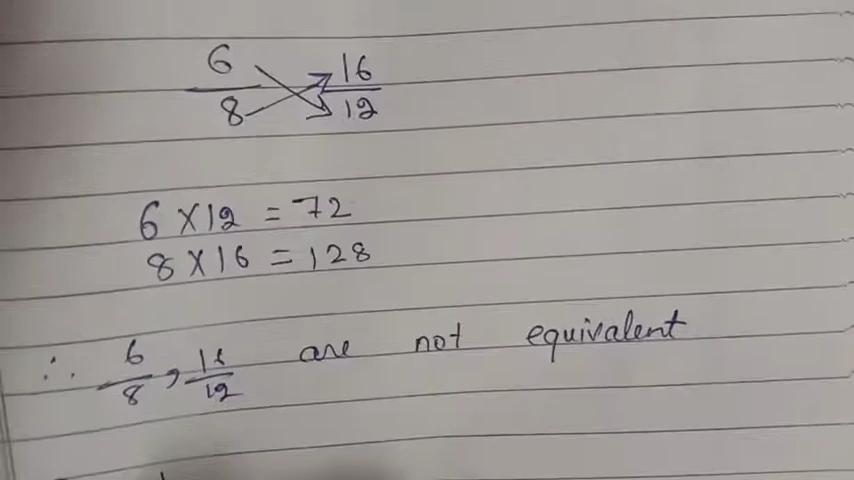 6/8 16/12
6 × 12 = 72
8 × 16 = 128
∴ 6/8 , 16/12 are not equivalent